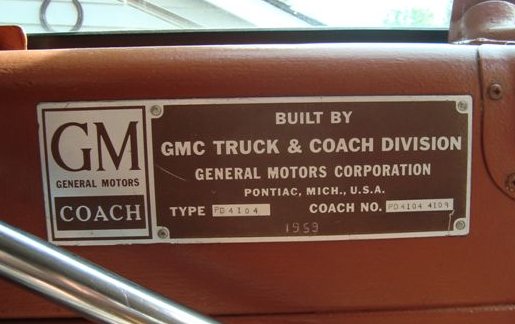 GM
GENERAL MOTORS
COACH
BUILT BY
GMC TRUCK & COACH DIVISION
GENERAL MOTORS CORPORATION
PONTIAC, MICH., U.S.A.
TYPE PD4104 COACH NO. PD4104 4109
1959